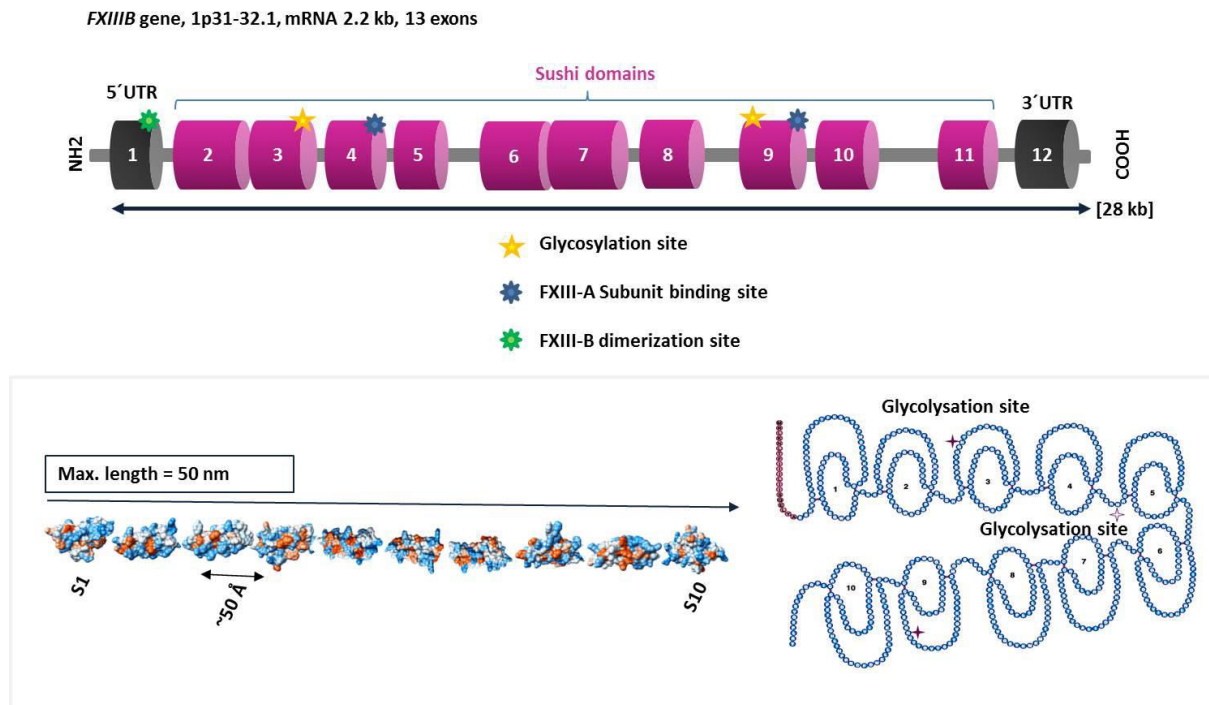 FXIIIB gene, 1p31-32.1, mRNA 2.2 kb, 13 exons
Sushi domains
5´UTR
3´UTR
NH2
1
2
3
4
5
6
7
8
9
10
11
12
COOH
[28 kb]
Glycosylation site
FXIII-A Subunit binding site
FXIII-B dimerization site
Max. length = 50 nm
S1
~50 Å
S10
Glycolysation site
1
2
3
4
5
Glycolysation site
6
7
8
9
10